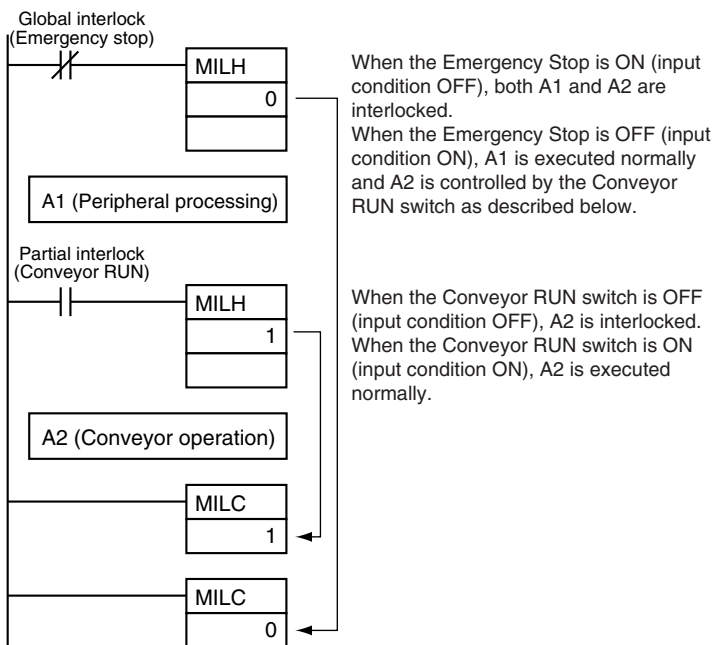 Global interlock
(Emergency stop)
MILH
0
When the Emergency Stop is ON (input
condition OFF), both A1 and A2 are
interlocked.
When the Emergency Stop is OFF (input
condition ON), A1 is executed normally
and A2 is controlled by the Conveyor
RUN switch as described below.
A1 (Peripheral processing)
Partial interlock
(Conveyor RUN)
MILH
1
When the Conveyor RUN switch is OFF
(input condition OFF), A2 is interlocked.
When the Conveyor RUN switch is ON
(input condition ON), A2 is executed
normally.
A2 (Conveyor operation)
MILC
1
MILC
0